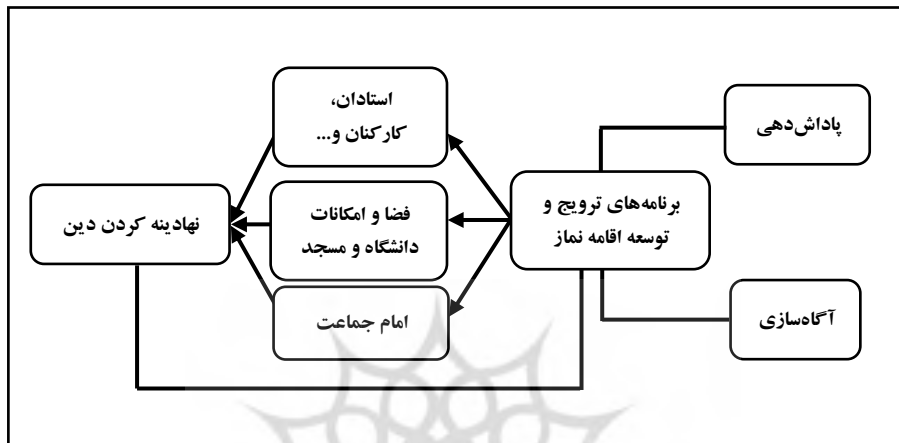 پاداش‌دهی
آگاه‌سازی
برنامه‌های ترویج و
توسعه اقامه نماز
استادان،
کارکنان و...
فضا و امکانات
دانشگاه و مسجد
امام جماعت
نهادینه کردن دین